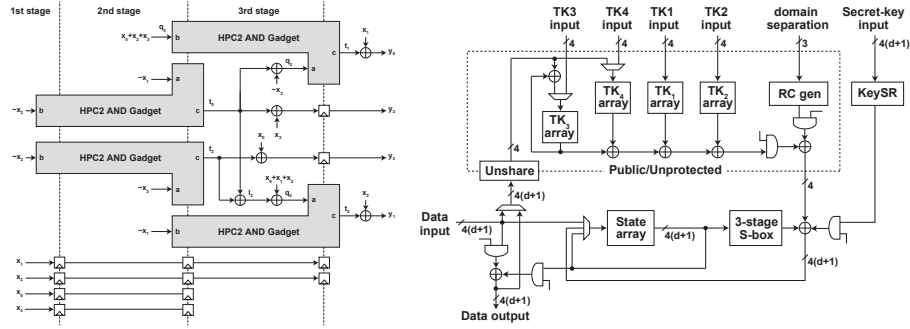 1st stage 2nd stage 3rd stage
x₀+x₂+x₃ b q₃
HPC2 AND Gadget
c t₁ x₁ y₀
¬x₁ a
q₂ a
¬x₃
¬x₂ b HPC2 AND Gadget c t₀
x₃ y₂
x₀
¬x₃ b HPC2 AND Gadget c t₂
y₃
¬x₃ a
x₀+x₁+x₂
l₂ q₄ a
x₂
¬x₁ b HPC2 AND Gadget c t₃ y₁
x₁
x₂
x₀
x₃
TK3 input
TK4 input
TK1 input
TK2 input
domain separation
Secret-key input
4 4 4 4 3 4(d+1)
TK₃ array
TK₄ array
TK₁ array
TK₂ array
RC gen
KeySR
4
Unshare
Public/Unprotected
4(d+1) 4
Data input
4(d+1)
State array
4(d+1)
3-stage S-box
4(d+1)
4(d+1)
Data output